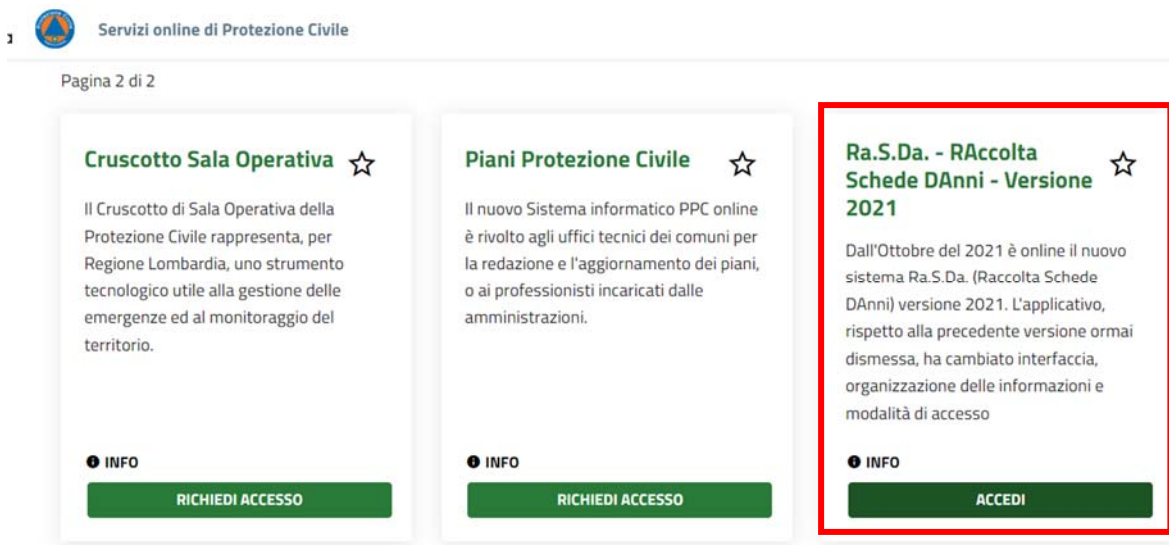 Servizi online di Protezione Civile
Pagina 2 di 2
Cruscotto Sala Operativa
Il Cruscotto di Sala Operativa della
Protezione Civile rappresenta, per
Regione Lombardia, uno strumento
tecnologico utile alla gestione delle
emergenze ed al monitoraggio del
territorio.
INFO
RICHIEDI ACCESSO
Piani Protezione Civile
Il nuovo Sistema informatico PPC online
è rivolto agli uffici tecnici dei comuni per
la redazione e l'aggiornamento dei piani,
o ai professionisti incaricati dalle
amministrazioni.
INFO
RICHIEDI ACCESSO
Ra.S.Da. - RAccolta
Schede DAnni - Versione
2021
Dall'Ottobre del 2021 è online il nuovo
sistema Ra.S.Da. (Raccolta Schede
DAnni) versione 2021. L'applicativo,
rispetto alla precedente versione ormai
dismessa, ha cambiato interfaccia,
organizzazione delle informazioni e
modalità di accesso
INFO
ACCEDI